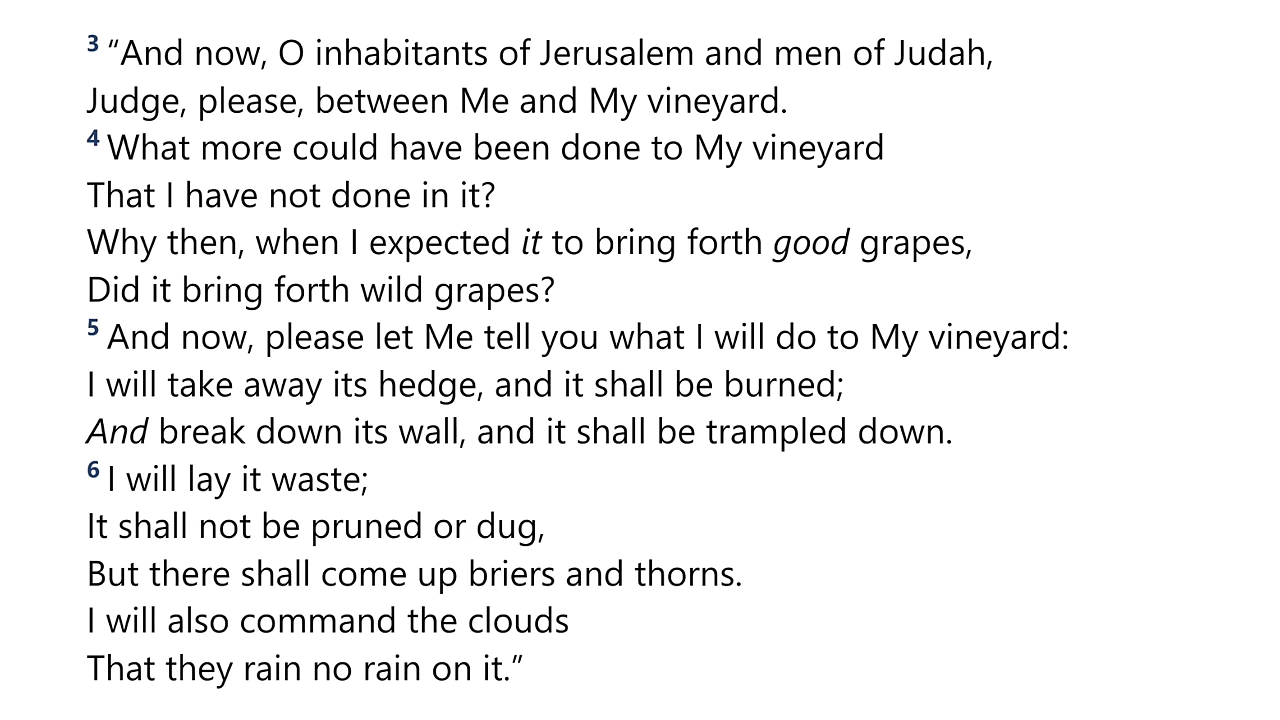 3 “And now, O inhabitants of Jerusalem and men of Judah,
Judge, please, between Me and My vineyard.
4 What more could have been done to My vineyard
That I have not done in it?
Why then, when I expected it to bring forth good grapes,
Did it bring forth wild grapes?
5 And now, please let Me tell you what I will do to My vineyard:
I will take away its hedge, and it shall be burned;
And break down its wall, and it shall be trampled down.
6 I will lay it waste;
It shall not be pruned or dug,
But there shall come up briers and thorns.
I will also command the clouds
That they rain no rain on it.”